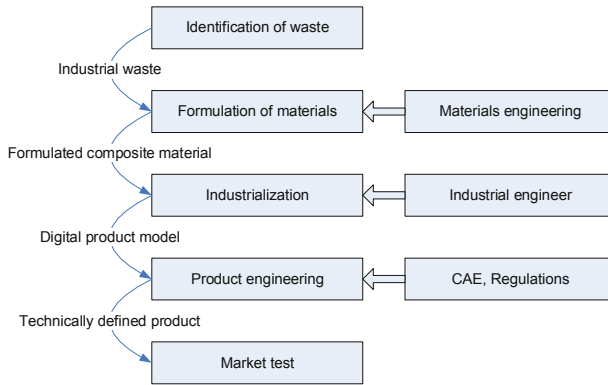 Identification of waste
Industrial waste
Formulation of materials
Materials engineering
Formulated composite material
Industrialization
Industrial engineer
Digital product model
Product engineering
CAE, Regulations
Technically defined product
Market test